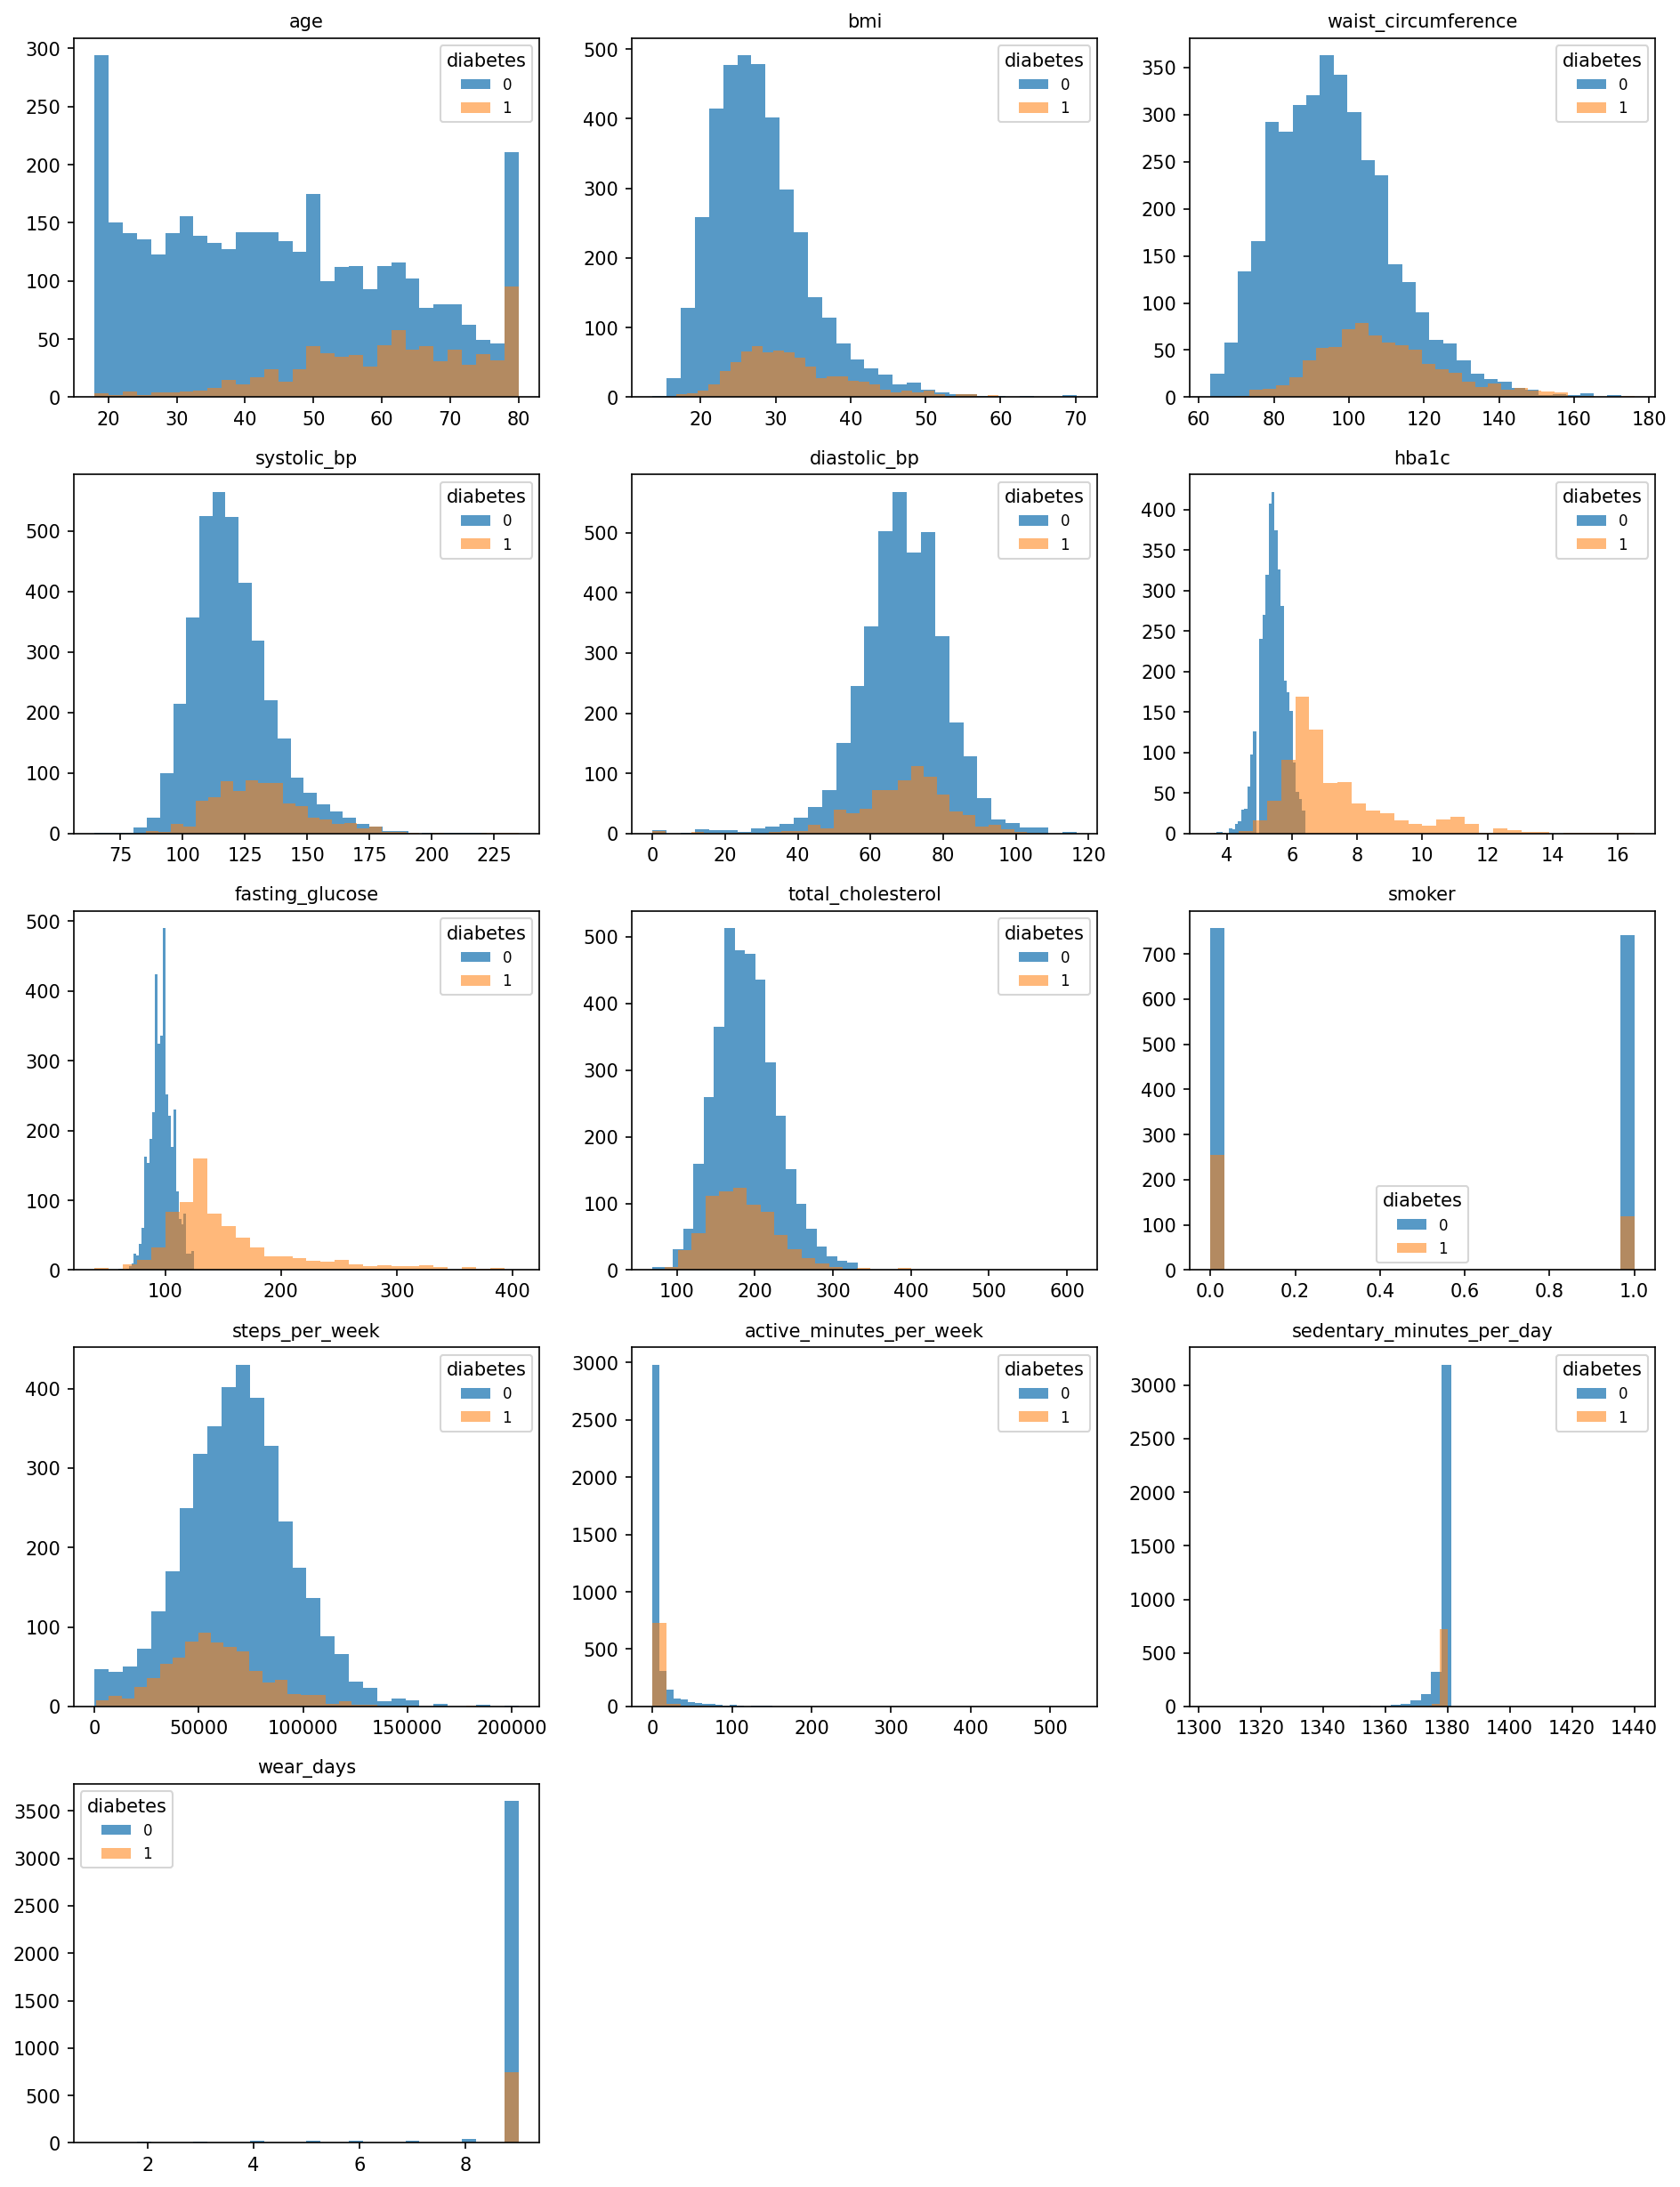 age bmi waist_circumference
300 250 200 150 100 50 0
20 30 40 50 60 70 80
diabetes
0
1
500 400 300 200 100 0
20 30 40 50 60 70
diabetes
0
1
350 300 250 200 150 100 50 0
60 80 100 120 140 160 180
diabetes
0
1
systolic_bp diastolic_bp hba1c
500 400 300 200 100 0
75 100 125 150 175 200 225
diabetes
0
1
500 400 300 200 100 0
0 20 40 60 80 100 120
diabetes
0
1
400 350 300 250 200 150 100 50 0
4 6 8 10 12 14 16
diabetes
0
1
fasting_glucose total_cholesterol smoker
500 400 300 200 100 0
100 200 300 400
diabetes
0
1
500 400 300 200 100 0
100 200 300 400 500 600
diabetes
0
1
700 600 500 400 300 200 100 0
0.0 0.2 0.4 0.6 0.8 1.0
diabetes
0
1
steps_per_week active_minutes_per_week sedentary_minutes_per_day
400 300 200 100 0
0 50000 100000 150000 200000
diabetes
0
1
3000 2500 2000 1500 1000 500 0
0 100 200 300 400 500
diabetes
0
1
3000 2500 2000 1500 1000 500 0
1300 1320 1340 1360 1380 1400 1420 1440
diabetes
0
1
wear_days
3500 3000 2500 2000 1500 1000 500 0
2 4 6 8
diabetes
0
1